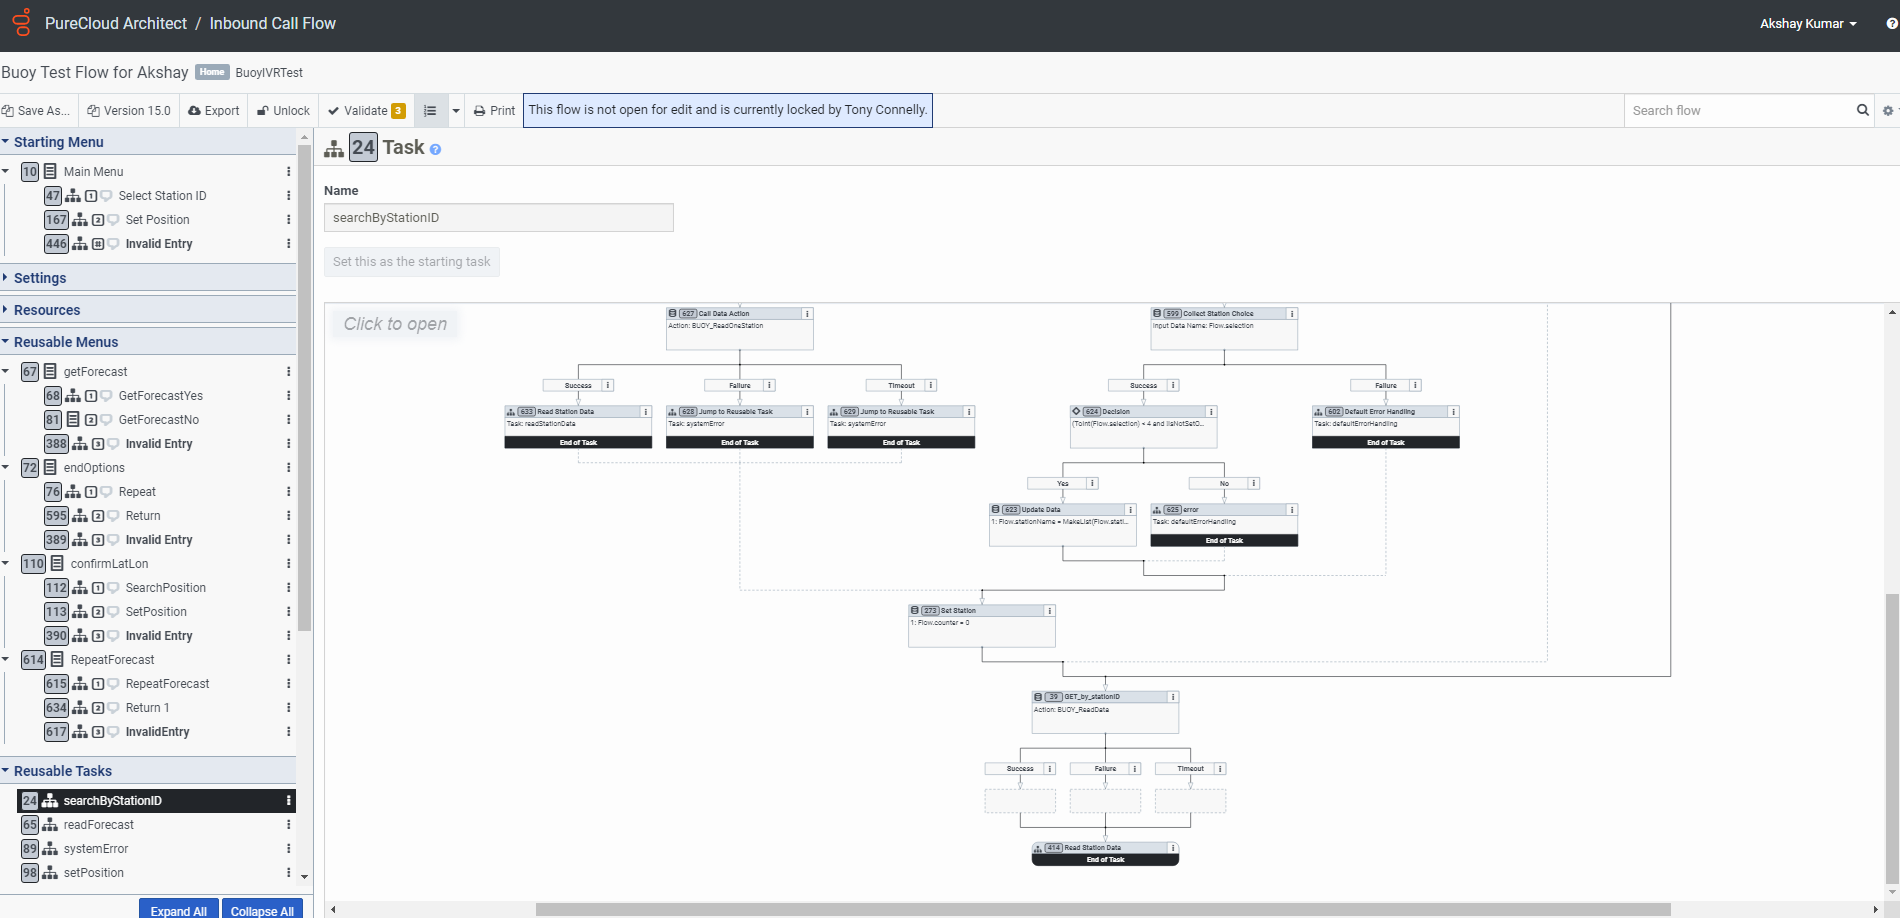 PureCloud Architect / Inbound Call Flow
Akshay Kumar
Buoy Test Flow for Akshay Home BuoyIVRTest
Save As... Version 15.0 Export Unlock Validate 3 Print This flow is not open for edit and is currently locked by Tony Connelly. Search flow
Starting Menu
10 Main Menu
47 1 Select Station ID
167 2 Set Position
446 # Invalid Entry
Settings
Resources
Reusable Menus
67 getForecast
68 1 GetForecastYes
81 2 GetForecastNo
388 3 Invalid Entry
72 endOptions
76 1 Repeat
595 2 Return
389 3 Invalid Entry
110 confirmLatLon
112 1 SearchPosition
113 2 SetPosition
390 3 Invalid Entry
614 RepeatForecast
615 1 RepeatForecast
634 2 Return 1
617 3 InvalidEntry
Reusable Tasks
24 searchByStationID
65 readForecast
89 systemError
98 setPosition
Expand All Collapse All
24 Task ?
Name
searchByStationID
Set this as the starting task
Click to open
627 Call Data Action
Action: BUOY_ReadOneStation
599 Collect Station Choice
Input Data Name: Flow.selection
Success Failure Timeout
Success Failure
633 Read Station Data
Task: readStationData
End of Task
628 Jump to Reusable Task
Task: systemError
End of Task
629 Jump to Reusable Task
Task: systemError
End of Task
624 Decision
(ToInt(Flow.selection) < 4 and !IsNotSetO...
602 Default Error Handling
Task: defaultErrorHandling
End of Task
Yes No
623 Update Data
1: Flow.stationName = MakeList(Flow.stati...
625 error
Task: defaultErrorHandling
End of Task
273 Set Station
1: Flow.counter = 0
39 GET_by_stationID
Action: BUOY_ReadData
Success Failure Timeout
414 Read Station Data
End of Task